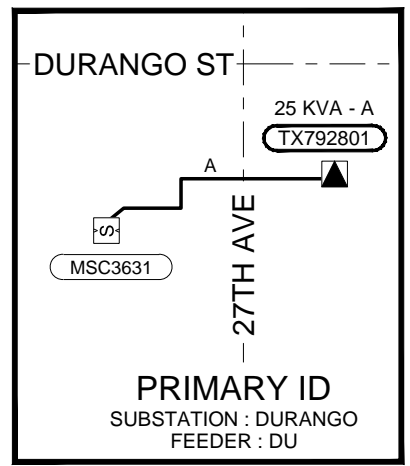 DURANGO ST
25 KVA - A
TX792801
A
S
MSC3631
27TH AVE
PRIMARY ID
SUBSTATION : DURANGO
FEEDER : DU